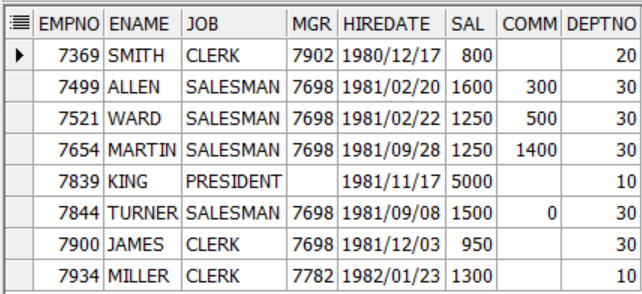 EMPNO ENAME JOB MGR HIREDATE SAL COMM DEPTNO
7369 SMITH CLERK 7902 1980/12/17 800 20
7499 ALLEN SALESMAN 7698 1981/02/20 1600 300 30
7521 WARD SALESMAN 7698 1981/02/22 1250 500 30
7654 MARTIN SALESMAN 7698 1981/09/28 1250 1400 30
7839 KING PRESIDENT 1981/11/17 5000 10
7844 TURNER SALESMAN 7698 1981/09/08 1500 0 30
7900 JAMES CLERK 7698 1981/12/03 950 30
7934 MILLER CLERK 7782 1982/01/23 1300 10